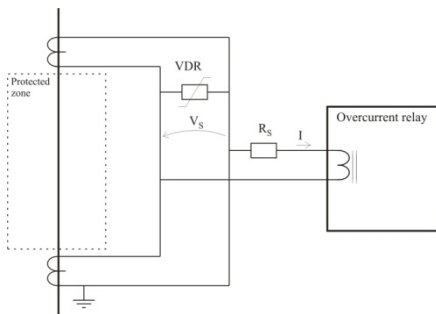 Protected
zone
VDR
V_S
R_S
I
Overcurrent relay